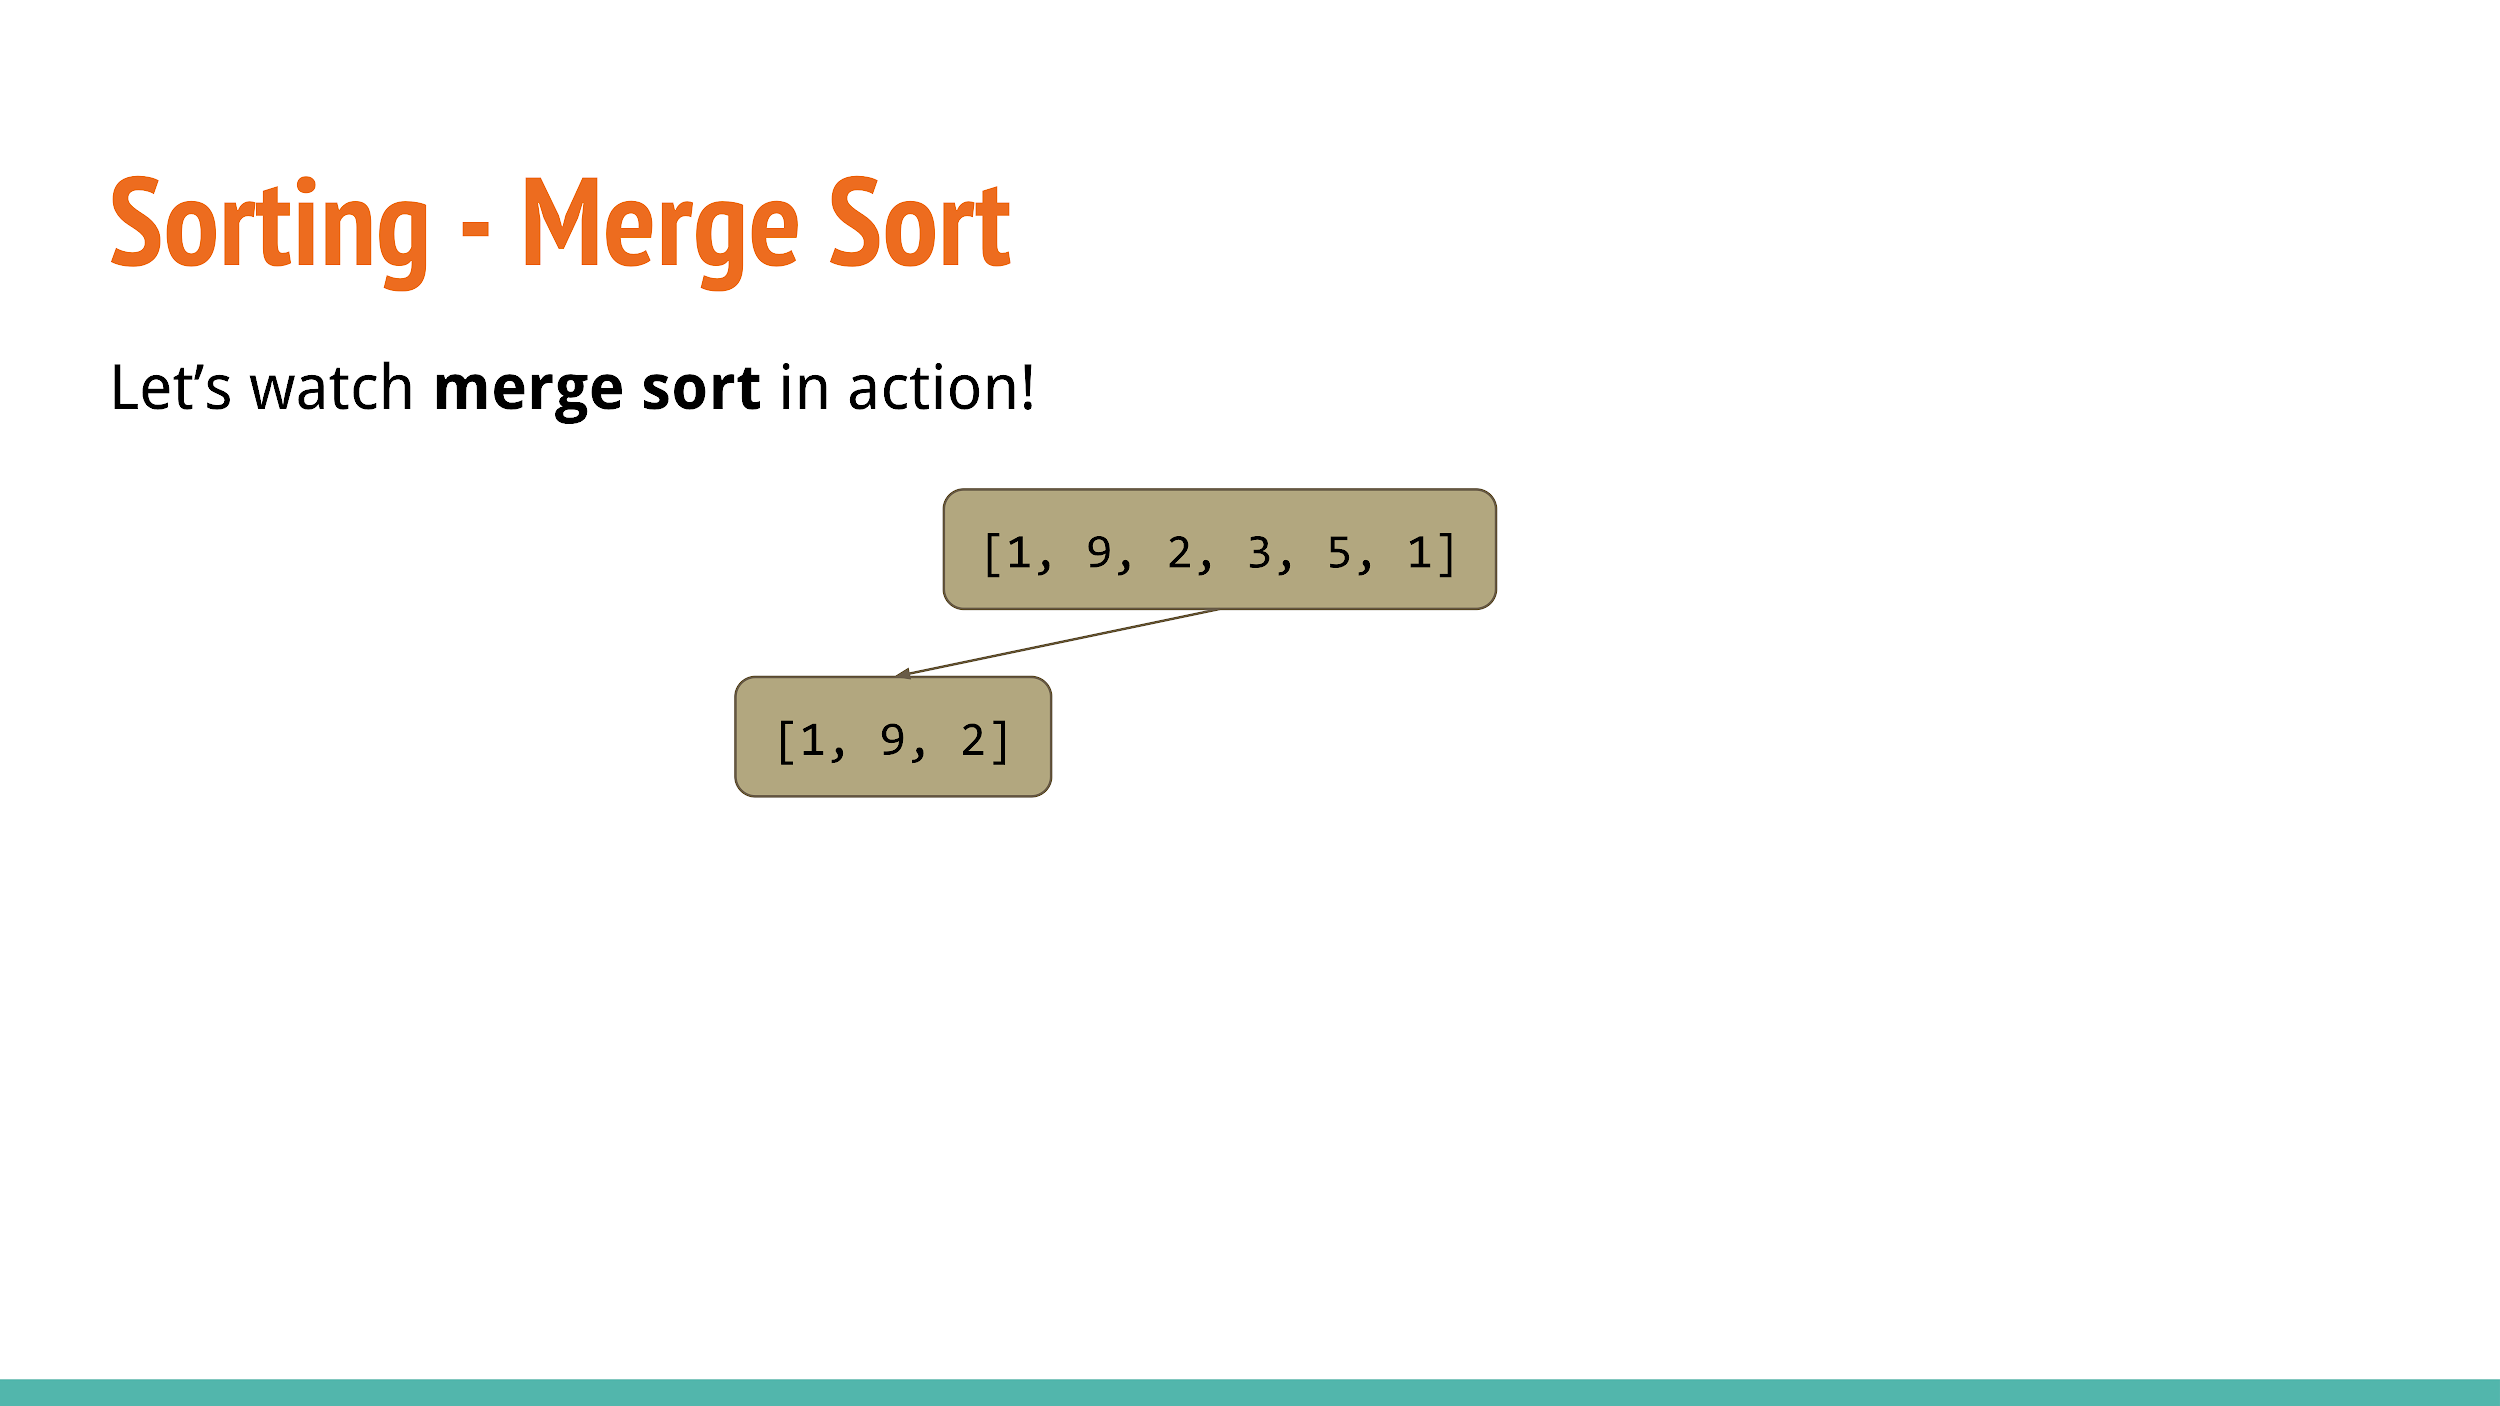 Sorting - Merge Sort
Let’s watch merge sort in action!
[1, 9, 2, 3, 5, 1]
[1, 9, 2]